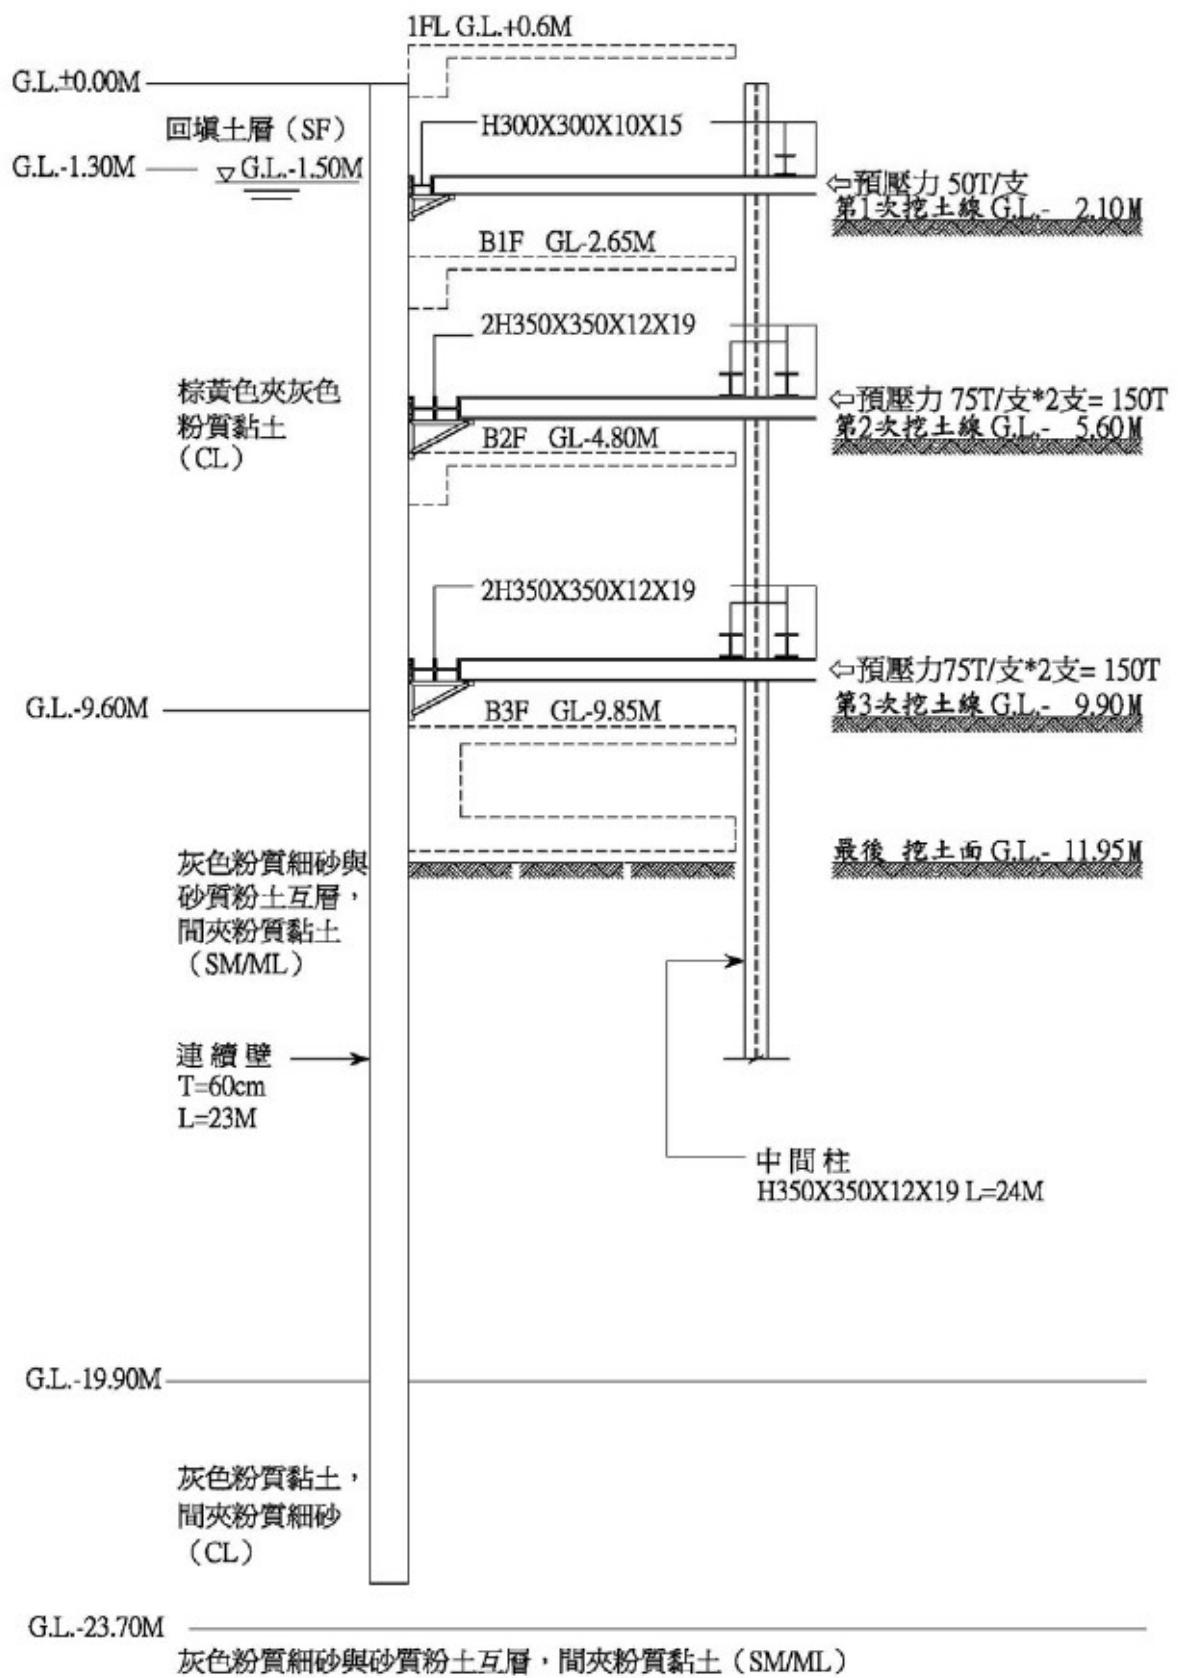 1FL G.L.+0.6M
G.L.±0.00M
回填土層（SF）
H300X300X10X15
G.L.-1.30M
▽ G.L.-1.50M
⇦預壓力 50T/支
第1次挖土線 G.L.- 2.10M
B1F GL-2.65M
2H350X350X12X19
棕黃色夾灰色
粉質黏土
（CL）
⇦預壓力 75T/支*2支= 150T
第2次挖土線 G.L.- 5.60M
B2F GL-4.80M
2H350X350X12X19
⇦預壓力75T/支*2支= 150T
G.L.-9.60M
第3次挖土線 G.L.- 9.90M
B3F GL-9.85M
灰色粉質細砂與
砂質粉土互層，
間夾粉質黏土
（SM/ML）
最後 挖土面 G.L.- 11.95M
連續壁
T=60cm
L=23M
中間柱
H350X350X12X19 L=24M
G.L.-19.90M
灰色粉質黏土，
間夾粉質細砂
（CL）
G.L.-23.70M
灰色粉質細砂與砂質粉土互層，間夾粉質黏土（SM/ML）